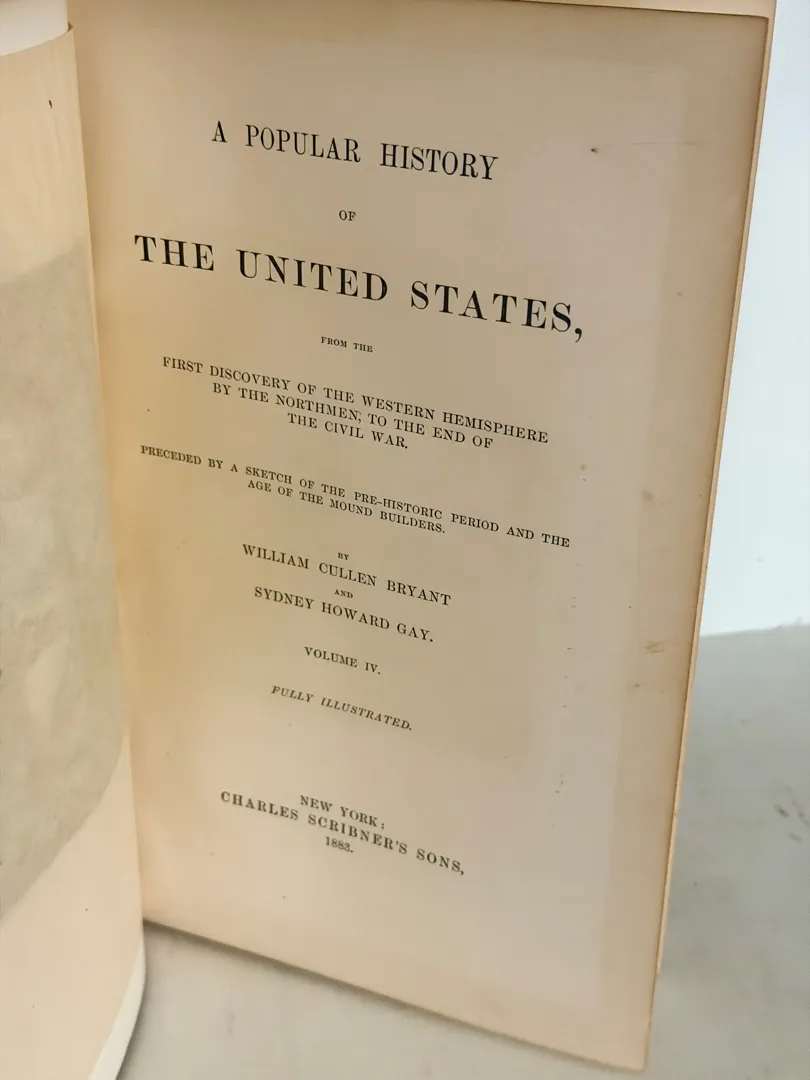 A POPULAR HISTORY
OF
THE UNITED STATES,
FROM THE
FIRST DISCOVERY OF THE WESTERN HEMISPHERE
BY THE NORTHMEN, TO THE END OF
THE CIVIL WAR.
PRECEDED BY A SKETCH OF THE PRE-HISTORIC PERIOD AND THE
AGE OF THE MOUND BUILDERS.
BY
WILLIAM CULLEN BRYANT
AND
SYDNEY HOWARD GAY.
VOLUME IV.
FULLY ILLUSTRATED.
NEW YORK:
CHARLES SCRIBNER'S SONS,
1883.